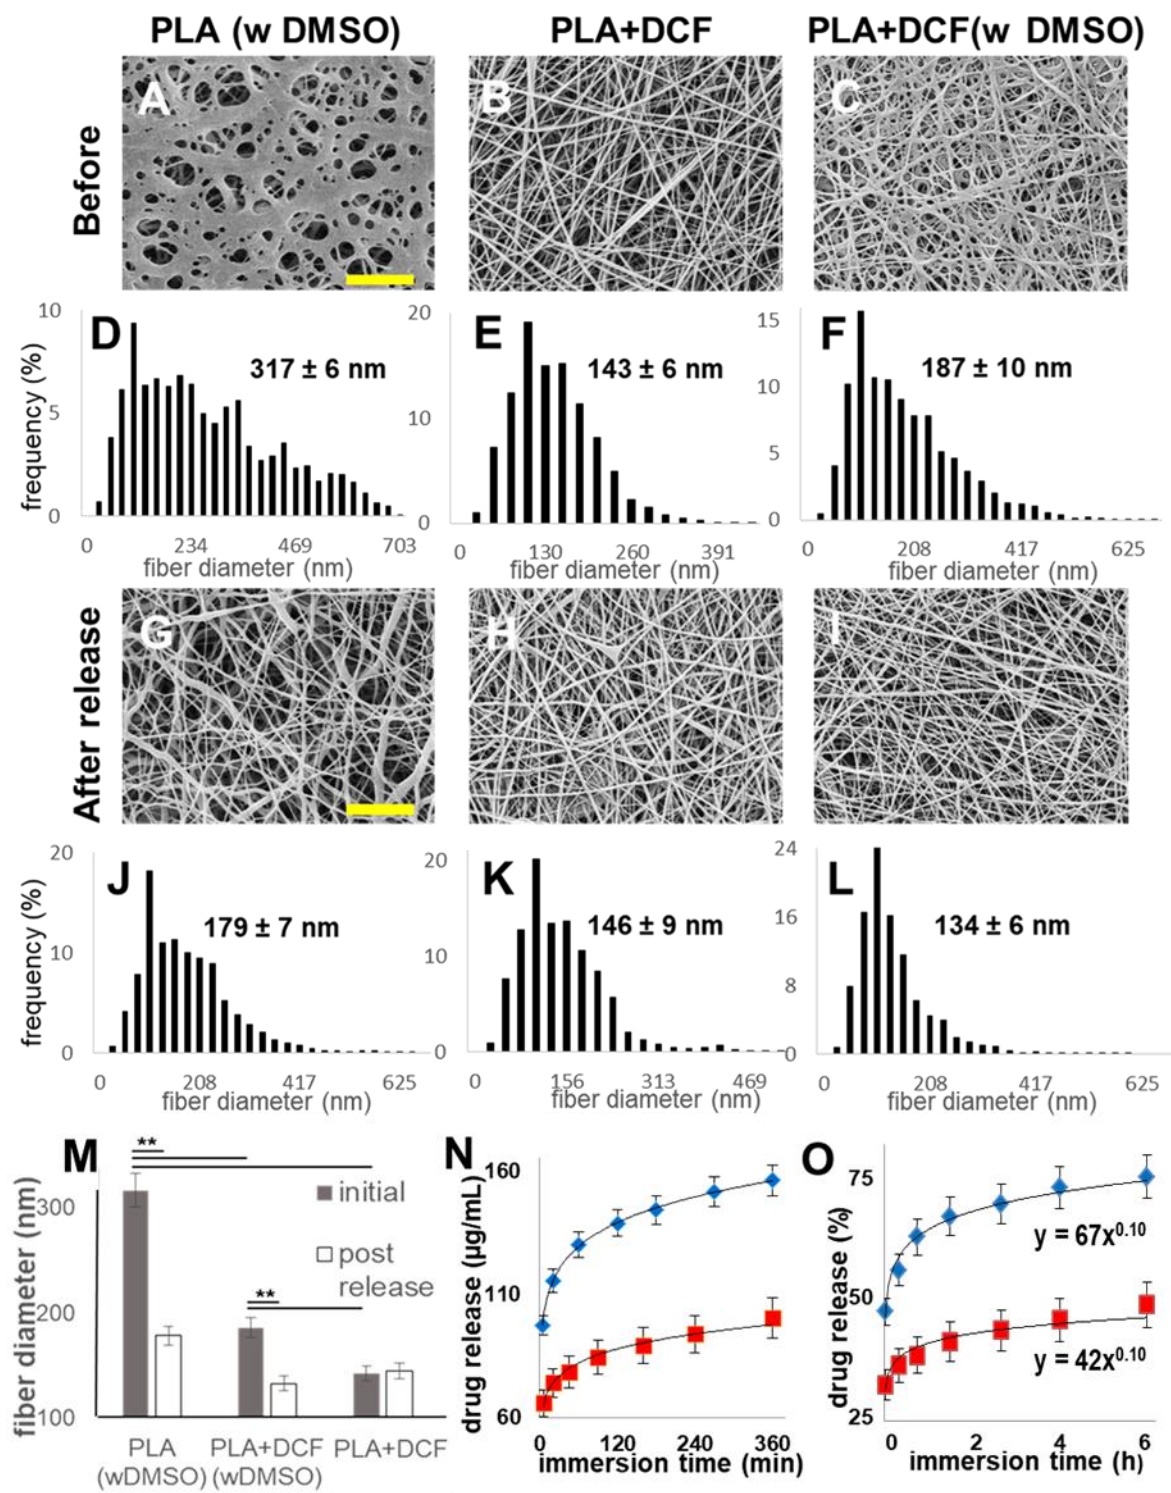 PLA (w DMSO) PLA+DCF PLA+DCF(w DMSO)
Before
A B C
D E F
317 ± 6 nm 143 ± 6 nm 187 ± 10 nm
frequency (%)
10
5
0
20
10
0
15
10
5
0
0 234 469 703
0 130 260 391
0 208 417 625
fiber diameter (nm) fiber diameter (nm) fiber diameter (nm)
After release
G H I
J K L
179 ± 7 nm 146 ± 9 nm 134 ± 6 nm
frequency (%)
20
10
0
20
10
0
24
16
8
0
0 208 417 625
0 156 313 469
0 208 417 625
fiber diameter (nm) fiber diameter (nm) fiber diameter (nm)
M
fiber diameter (nm)
300
200
100
**
**
initial
post
release
PLA
(wDMSO)
PLA+DCF
(wDMSO)
PLA+DCF
N
drug release (µg/mL)
160
110
60
0 120 240 360
immersion time (min)
O
drug release (%)
75
50
25
y = 67x^0.10
y = 42x^0.10
0 2 4 6
immersion time (h)